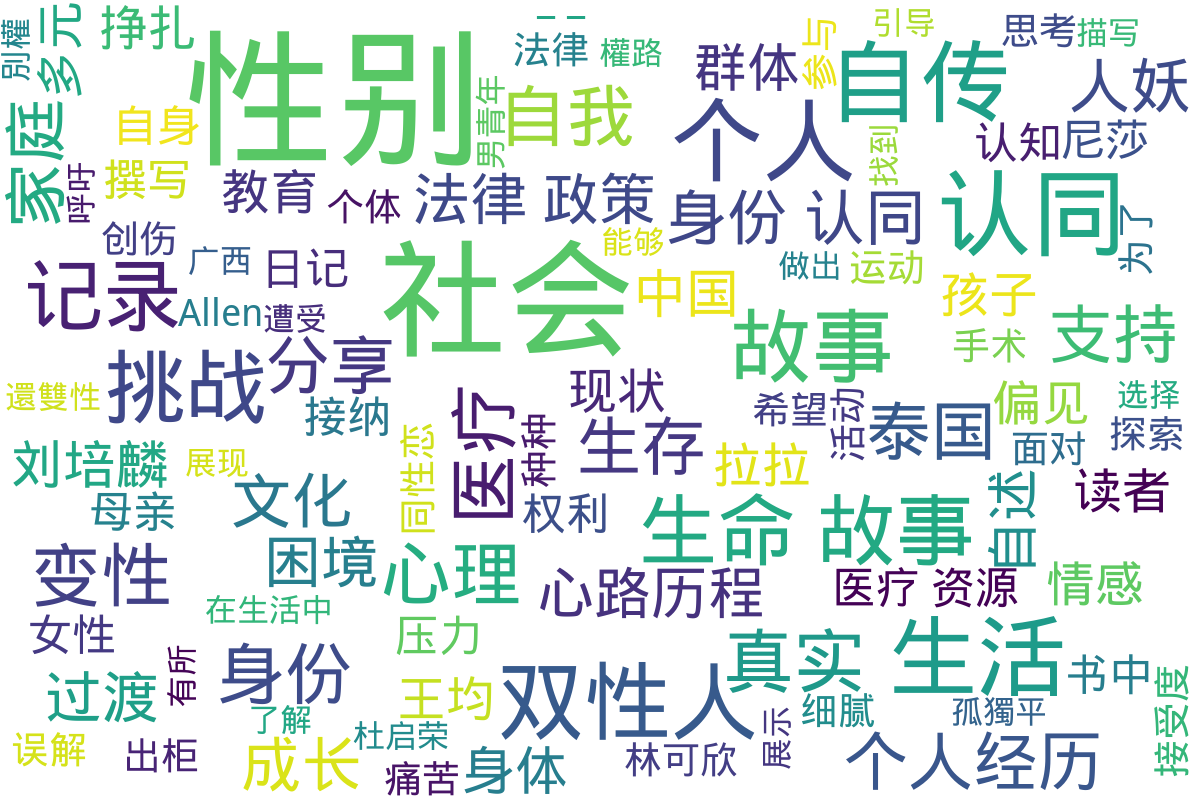 别權
多元
挣扎
性别
一一
法律
權路
群体
参与
引导
自传
思考
描写
人妖
家庭
自身
男青年
自我
个人
找到
认知
尼莎
撰写
呼吁
教育
个体
法律 政策
身份 认同
认同
为了
创伤
广西
日记
社会
能够
中国
做出
运动
孩子
记录
Allen
遭受
故事
手术
支持
挑战
分享
还雙性
接纳
医疗
现状
希望
活动
泰国
偏见
选择
面对
探索
刘培麟
展现
同性恋
种种
生存
拉拉
母亲
文化
权利
生命 故事
自述
读者
变性
困境
心理
心路历程
医疗 资源
情感
女性
在生活中
压力
真实
生活
过渡
有所
身份
王均
双性人
书中
了解
细腻
孤獨平
接受度
误解
出柜
成长
杜启荣
痛苦
身体
林可欣
展示
个人经历